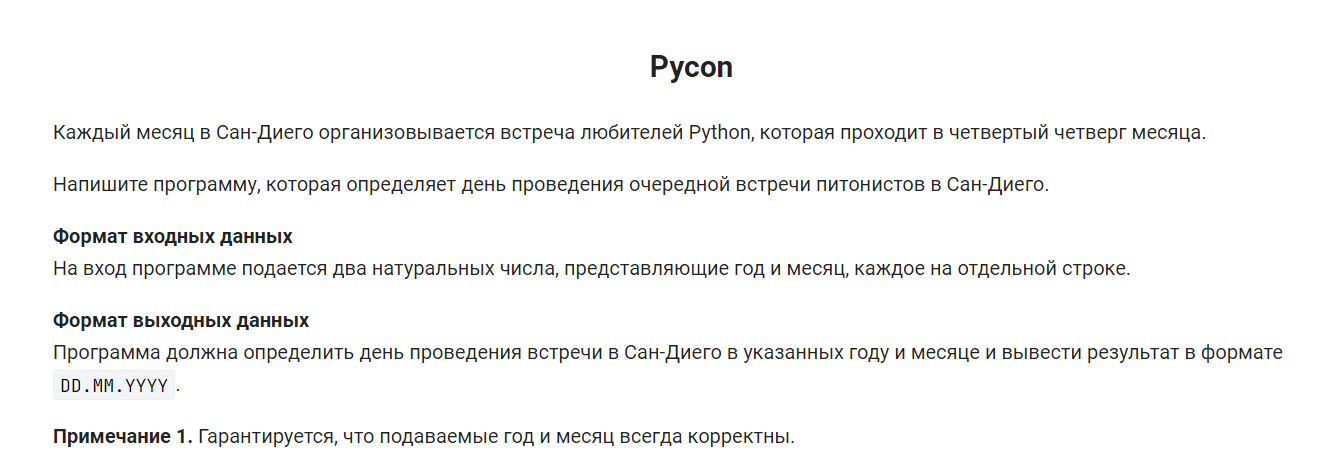 Pycon
Каждый месяц в Сан-Диего организовывается встреча любителей Python, которая проходит в четвертый четверг месяца.
Напишите программу, которая определяет день проведения очередной встречи питонистов в Сан-Диего.
Формат входных данных
На вход программе подается два натуральных числа, представляющие год и месяц, каждое на отдельной строке.
Формат выходных данных
Программа должна определить день проведения встречи в Сан-Диего в указанных году и месяце и вывести результат в формате
DD.MM.YYYY.
Примечание 1. Гарантируется, что подаваемые год и месяц всегда корректны.